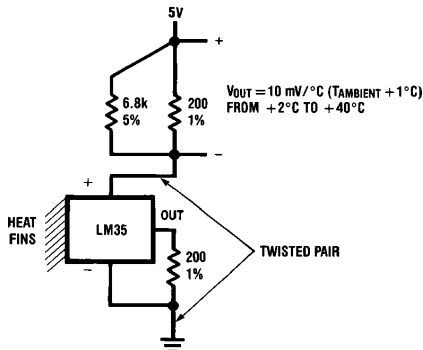 5V
+
6.8k
5%
200
1%
VOUT = 10 mV/°C (TAMBIENT + 1°C)
FROM +2°C TO +40°C
−
+
HEAT
FINS
LM35
OUT
−
200
1%
TWISTED PAIR